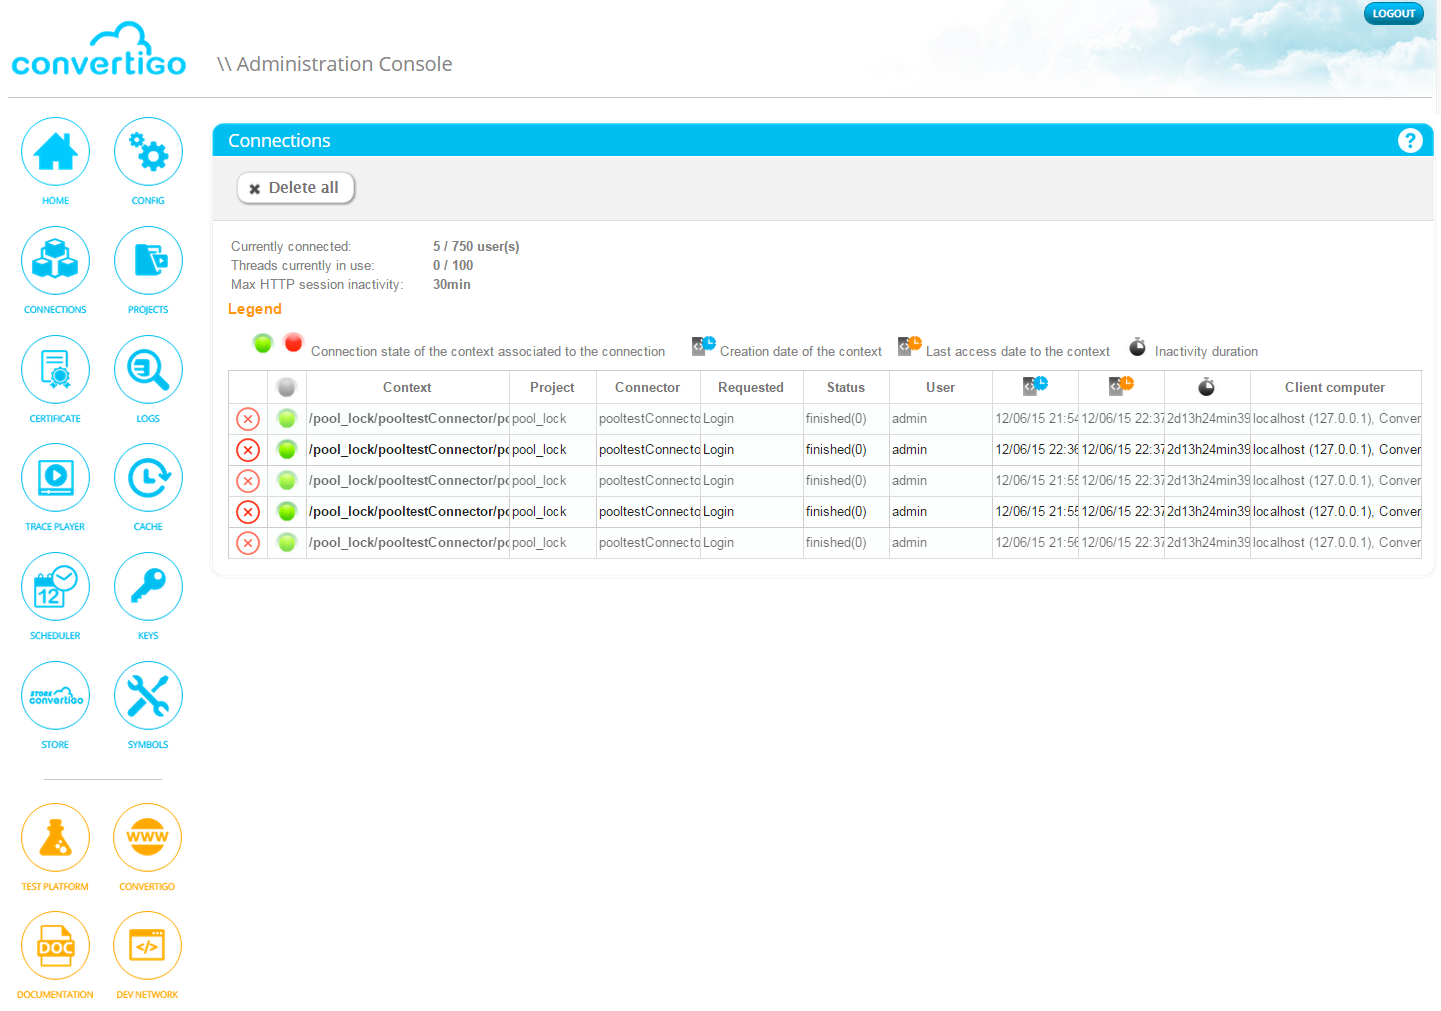 LOGOUT
convertigo
\\ Administration Console
HOME
CONFIG
CONNECTIONS
PROJECTS
CERTIFICATE
LOGS
TRACE PLAYER
CACHE
12
SCHEDULER
KEYS
STORE
convertigo
STORE
SYMBOLS
TEST PLATFORM
WWW
CONVERTIGO
DOC
DOCUMENTATION
</>
DEV NETWORK
Connections
?
Delete all
Currently connected: 5 / 750 user(s)
Threads currently in use: 0 / 100
Max HTTP session inactivity: 30min
Legend
Connection state of the context associated to the connection Creation date of the context Last access date to the context Inactivity duration
Context Project Connector Requested Status User Client computer
/pool_lock/pooltestConnector/po pool_lock pooltestConnecto Login finished(0) admin 12/06/15 21:54 12/06/15 22:37 2d13h24min39 localhost (127.0.0.1), Conver
/pool_lock/pooltestConnector/po pool_lock pooltestConnecto Login finished(0) admin 12/06/15 22:36 12/06/15 22:37 2d13h24min39 localhost (127.0.0.1), Conver
/pool_lock/pooltestConnector/po pool_lock pooltestConnecto Login finished(0) admin 12/06/15 21:55 12/06/15 22:37 2d13h24min39 localhost (127.0.0.1), Conver
/pool_lock/pooltestConnector/po pool_lock pooltestConnecto Login finished(0) admin 12/06/15 21:55 12/06/15 22:37 2d13h24min39 localhost (127.0.0.1), Conver
/pool_lock/pooltestConnector/po pool_lock pooltestConnecto Login finished(0) admin 12/06/15 21:56 12/06/15 22:37 2d13h24min39 localhost (127.0.0.1), Conver